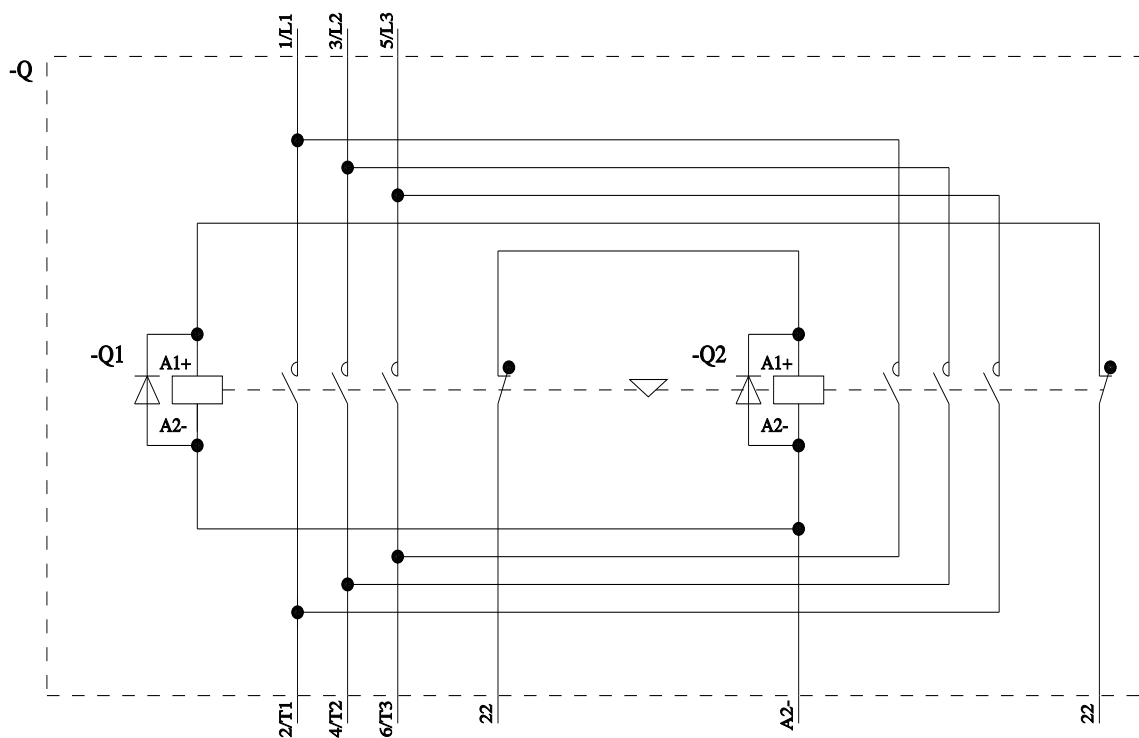 1/L1
3/L2
5/L3
-Q
-Q1
A1+
A2-
-Q2
A1+
A2-
2/T1
4/T2
6/T3
22
A2-
22